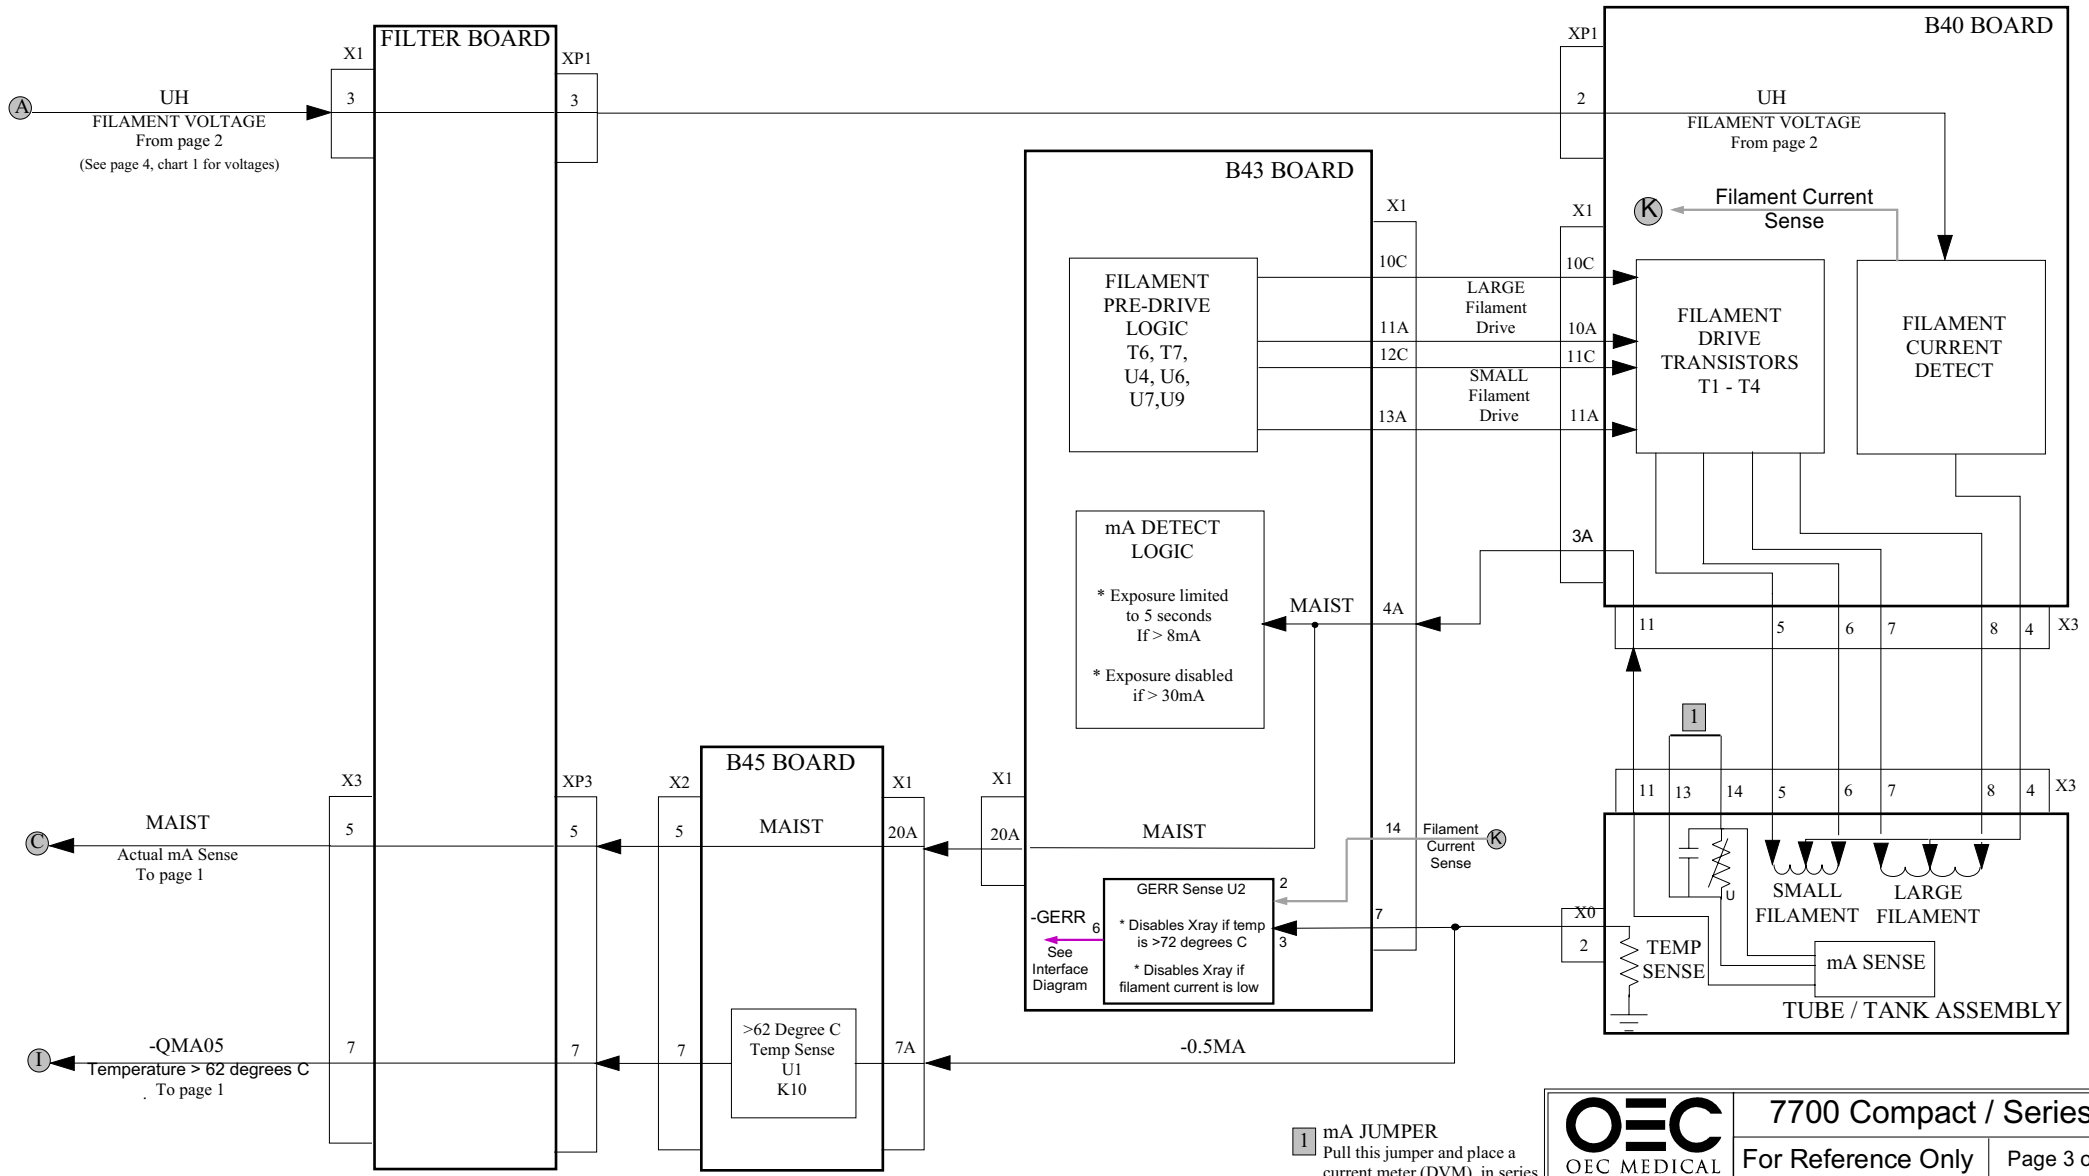 FILTER BOARD
X1
XP1
A
UH
3
3
FILAMENT VOLTAGE
From page 2
(See page 4, chart 1 for voltages)
B40 BOARD
XP1
2
UH
FILAMENT VOLTAGE
From page 2
K
Filament Current
Sense
X1
B43 BOARD
X1
10C
10C
LARGE
Filament
Drive
11A
10A
12C
11C
SMALL
Filament
Drive
13A
11A
FILAMENT
PRE-DRIVE
LOGIC
T6, T7,
U4, U6,
U7,U9
FILAMENT
DRIVE
TRANSISTORS
T1 - T4
FILAMENT
CURRENT
DETECT
mA DETECT
LOGIC
* Exposure limited
to 5 seconds
If > 8mA
* Exposure disabled
if > 30mA
3A
MAIST
4A
11
5
6
7
8
4
X3
1
11
13
14
5
6
7
8
4
X3
B45 BOARD
X3
XP3
X2
X1
X1
C
MAIST
5
5
5
MAIST
20A
20A
MAIST
Actual mA Sense
To page 1
14
Filament
Current
Sense
K
GERR Sense U2
2
* Disables Xray if temp
is >72 degrees C
* Disables Xray if
filament current is low
7
3
-GERR
6
See
Interface
Diagram
X0
2
TEMP
SENSE
U
SMALL
FILAMENT
LARGE
FILAMENT
mA SENSE
TUBE / TANK ASSEMBLY
I
-QMA05
7
7
7
>62 Degree C
Temp Sense
U1
K10
7A
-0.5MA
Temperature > 62 degrees C
. To page 1
1 mA JUMPER
Pull this jumper and place a
current meter (DVM) in series
OEC
OEC MEDICAL
7700 Compact / Series
For Reference Only
Page 3 o